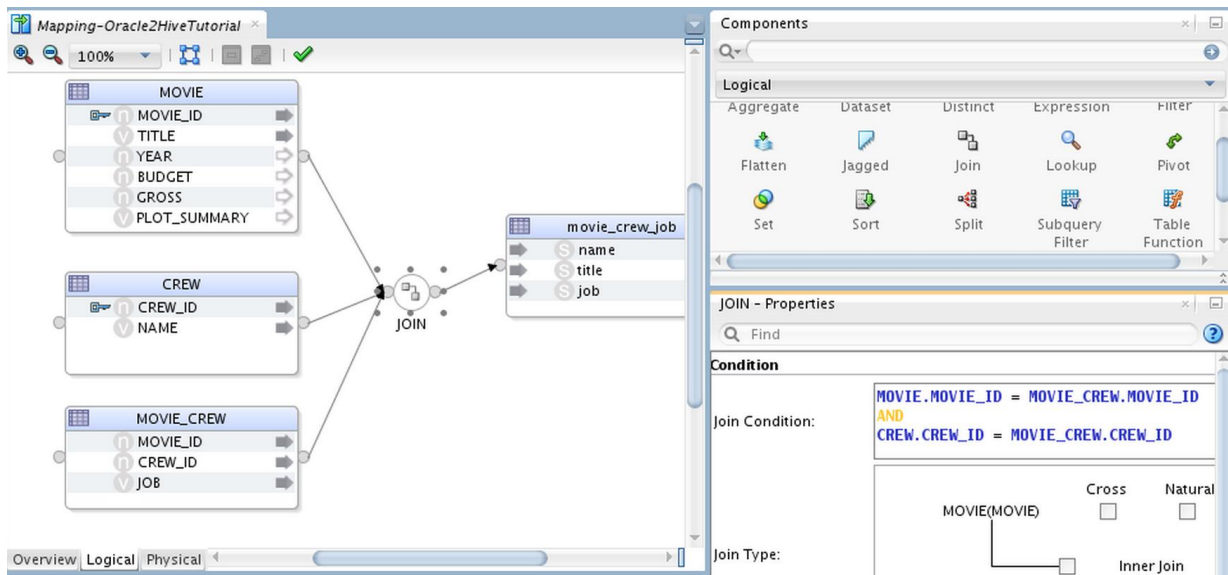 Mapping-Oracle2HiveTutorial
100%
MOVIE
n MOVIE_ID
V TITLE
n YEAR
n BUDGET
n GROSS
V PLOT_SUMMARY
CREW
n CREW_ID
V NAME
MOVIE_CREW
n MOVIE_ID
n CREW_ID
V JOB
JOIN
movie_crew_job
S name
S title
S job
Overview Logical Physical
Components
Logical
Aggregate Dataset Distinct Expression Filter
Flatten Jagged Join Lookup Pivot
Set Sort Split Subquery Filter Table Function
JOIN - Properties
Find
Condition
Join Condition:
MOVIE.MOVIE_ID = MOVIE_CREW.MOVIE_ID
AND
CREW.CREW_ID = MOVIE_CREW.CREW_ID
Join Type:
Cross Natural
MOVIE(MOVIE)
Inner Join